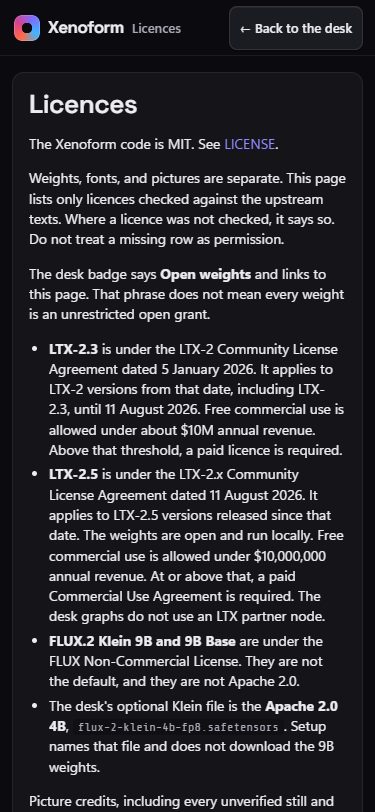 Xenoform Licences ← Back to the desk
Licences
The Xenoform code is MIT. See LICENSE.
Weights, fonts, and pictures are separate. This page
lists only licences checked against the upstream
texts. Where a licence was not checked, it says so.
Do not treat a missing row as permission.
The desk badge says Open weights and links to
this page. That phrase does not mean every weight
is an unrestricted open grant.
• LTX-2.3 is under the LTX-2 Community License
Agreement dated 5 January 2026. It applies to
LTX-2 versions from that date, including LTX-
2.3, until 11 August 2026. Free commercial use is
allowed under about $10M annual revenue.
Above that threshold, a paid licence is required.
• LTX-2.5 is under the LTX-2.x Community
License Agreement dated 11 August 2026. It
applies to LTX-2.5 versions released since that
date. The weights are open and run locally. Free
commercial use is allowed under $10,000,000
annual revenue. At or above that, a paid
Commercial Use Agreement is required. The
desk graphs do not use an LTX partner node.
• FLUX.2 Klein 9B and 9B Base are under the
FLUX Non-Commercial License. They are not
the default, and they are not Apache 2.0.
• The desk's optional Klein file is the Apache 2.0
4B, flux-2-klein-4b-fp8.safetensors. Setup
names that file and does not download the 9B
weights.
Picture credits, including every unverified still and